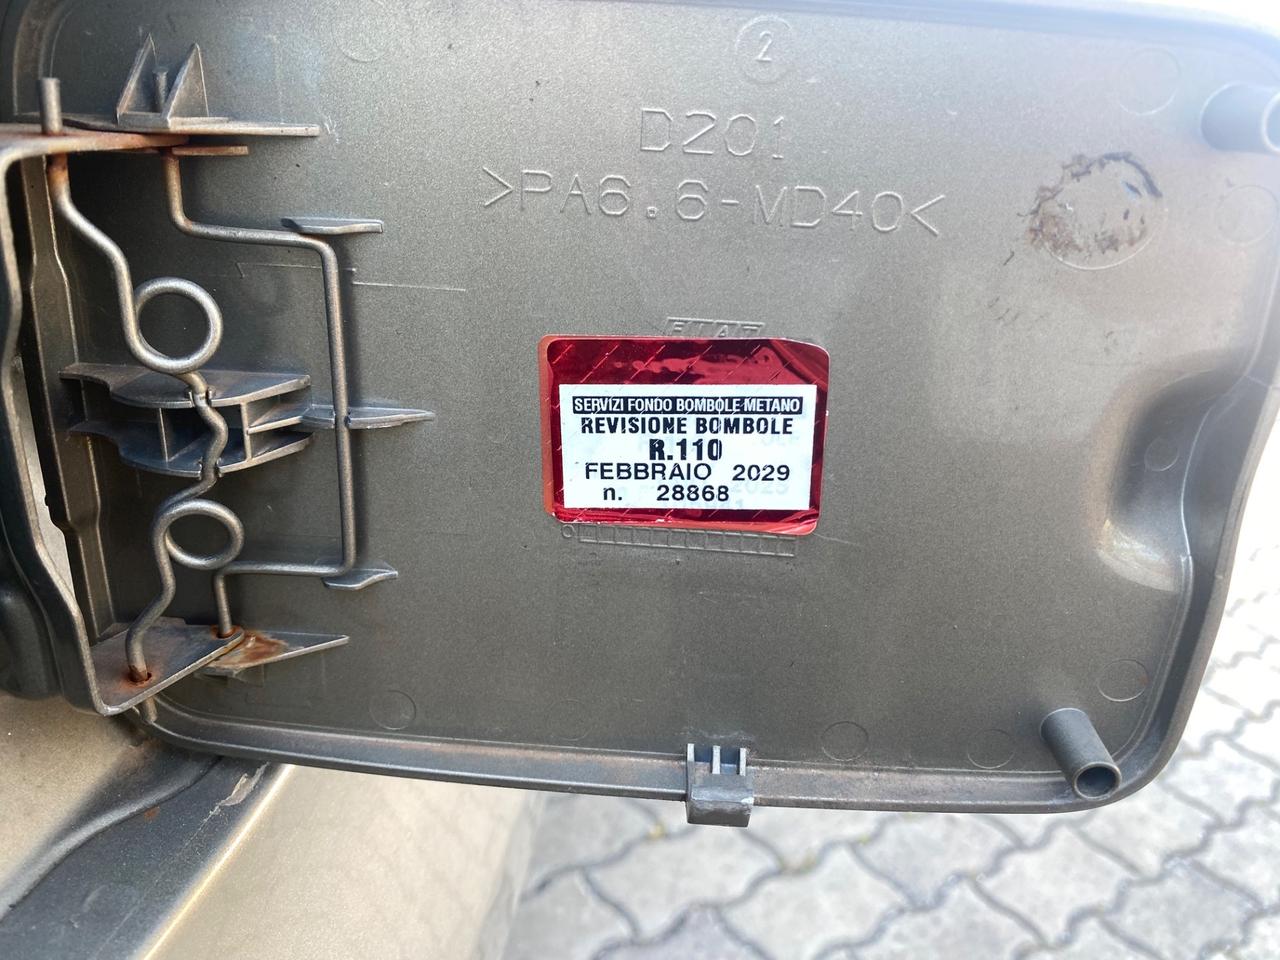 2
D201
>PA6.6-MD40<
FIAT
SERVIZI FONDO BOMBOLE METANO
REVISIONE BOMBOLE
R.110
FEBBRAIO 2029
n. 28868